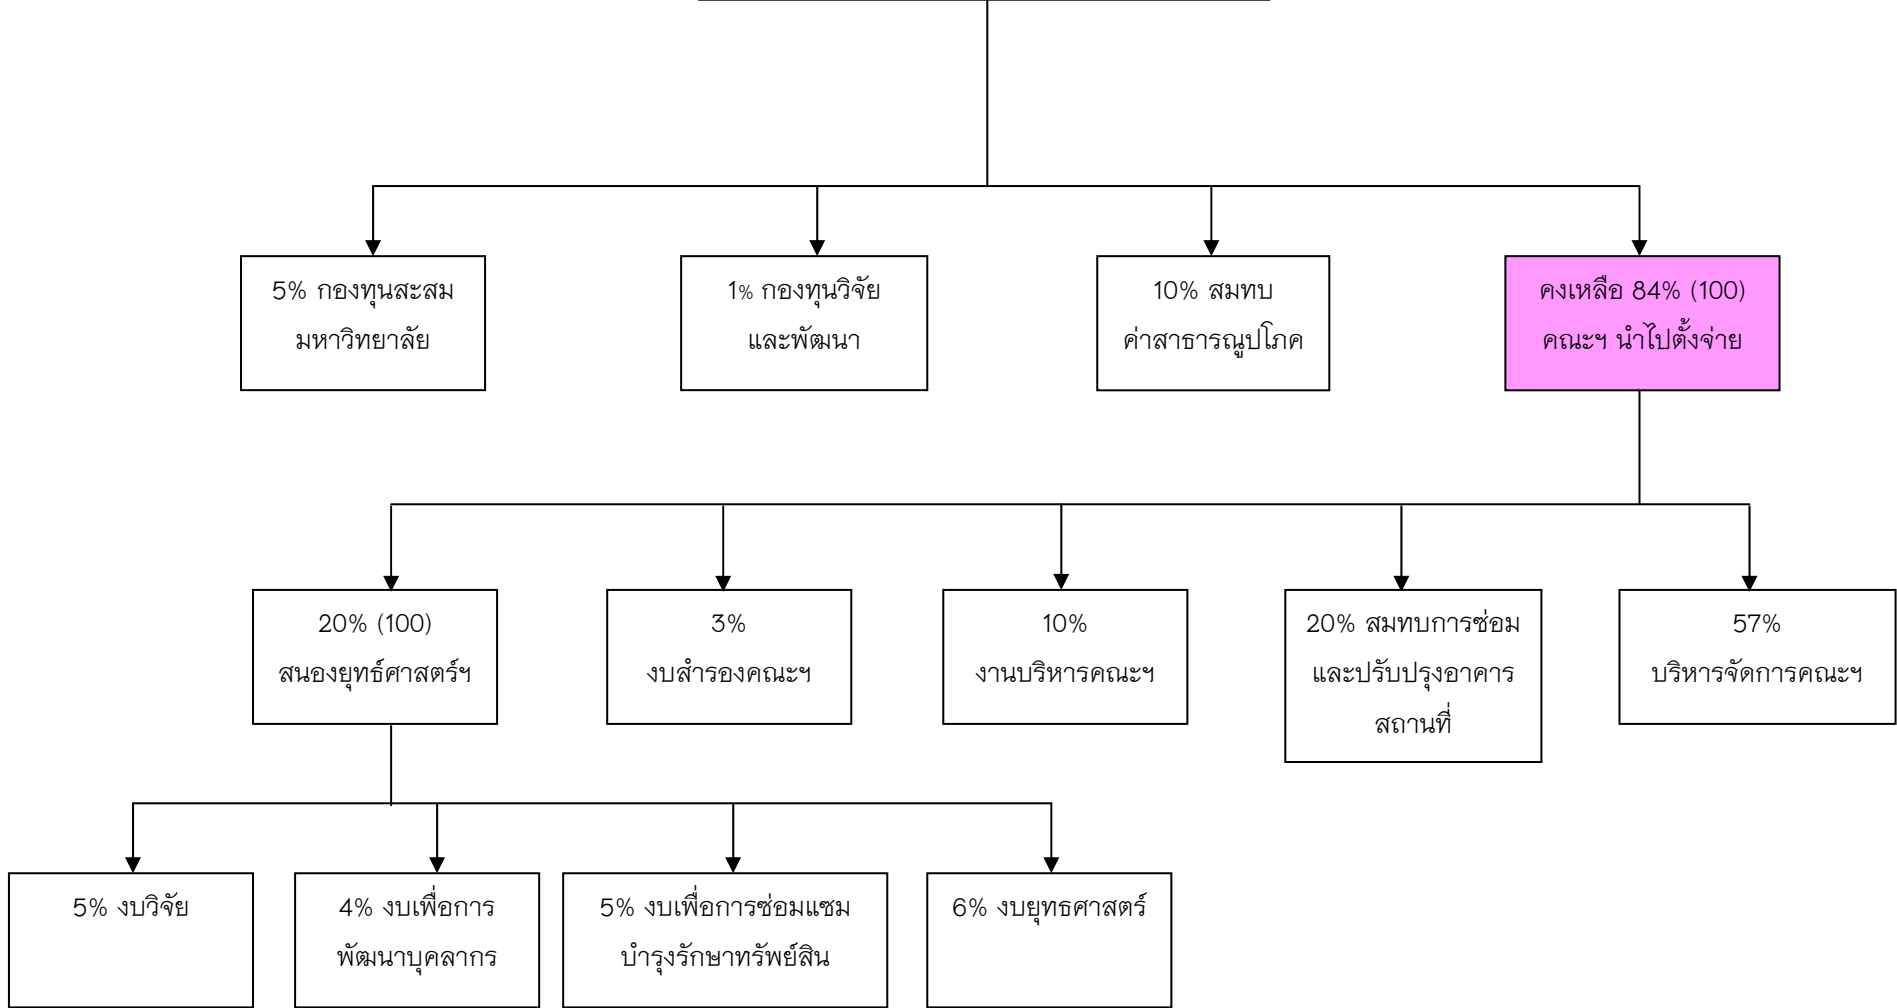 5% กองทุนสะสม
มหาวิทยาลัย
1% กองทุนวิจัย
และพัฒนา
10% สมทบ
ค่าสาธารณูปโภค
คงเหลือ 84% (100)
คณะฯ นำไปตั้งจ่าย
20% (100)
สนองยุทธ์ศาสตร์ฯ
3%
งบสำรองคณะฯ
10%
งานบริหารคณะฯ
20% สมทบการซ่อม
และปรับปรุงอาคาร
สถานที่
57%
บริหารจัดการคณะฯ
5% งบวิจัย
4% งบเพื่อการ
พัฒนาบุคลากร
5% งบเพื่อการซ่อมแซม
บำรุงรักษาทรัพย์สิน
6% งบยุทธศาสตร์